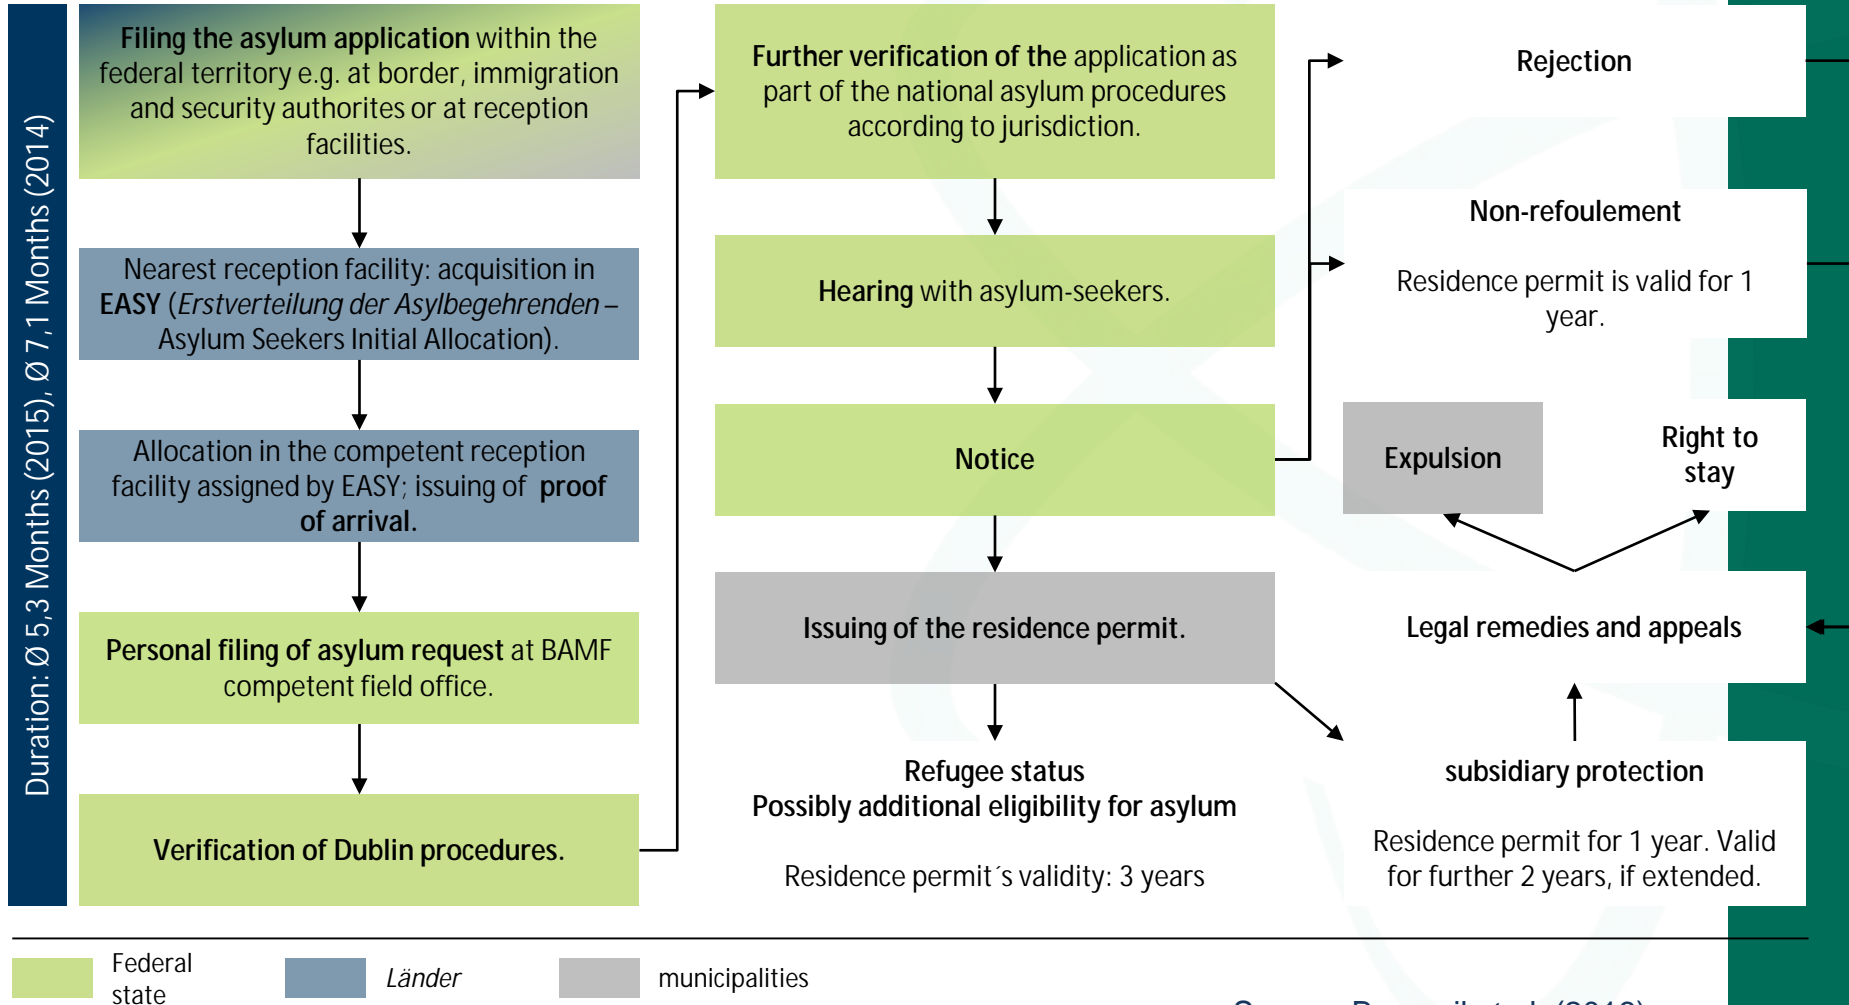 Duration: Ø 5,3 Months (2015), Ø 7,1 Months (2014)
Filing the asylum application within the
federal territory e.g. at border, immigration
and security authorites or at reception
facilities.
Nearest reception facility: acquisition in
EASY (Erstverteilung der Asylbegehrenden –
Asylum Seekers Initial Allocation).
Allocation in the competent reception
facility assigned by EASY; issuing of proof
of arrival.
Personal filing of asylum request at BAMF
competent field office.
Verification of Dublin procedures.
Further verification of the application as
part of the national asylum procedures
according to jurisdiction.
Hearing with asylum-seekers.
Notice
Issuing of the residence permit.
Refugee status
Possibly additional eligibility for asylum
Residence permit´s validity: 3 years
Rejection
Non-refoulement
Residence permit is valid for 1
year.
Expulsion
Right to
stay
Legal remedies and appeals
subsidiary protection
Residence permit for 1 year. Valid
for further 2 years, if extended.
Federal
state
Länder
municipalities